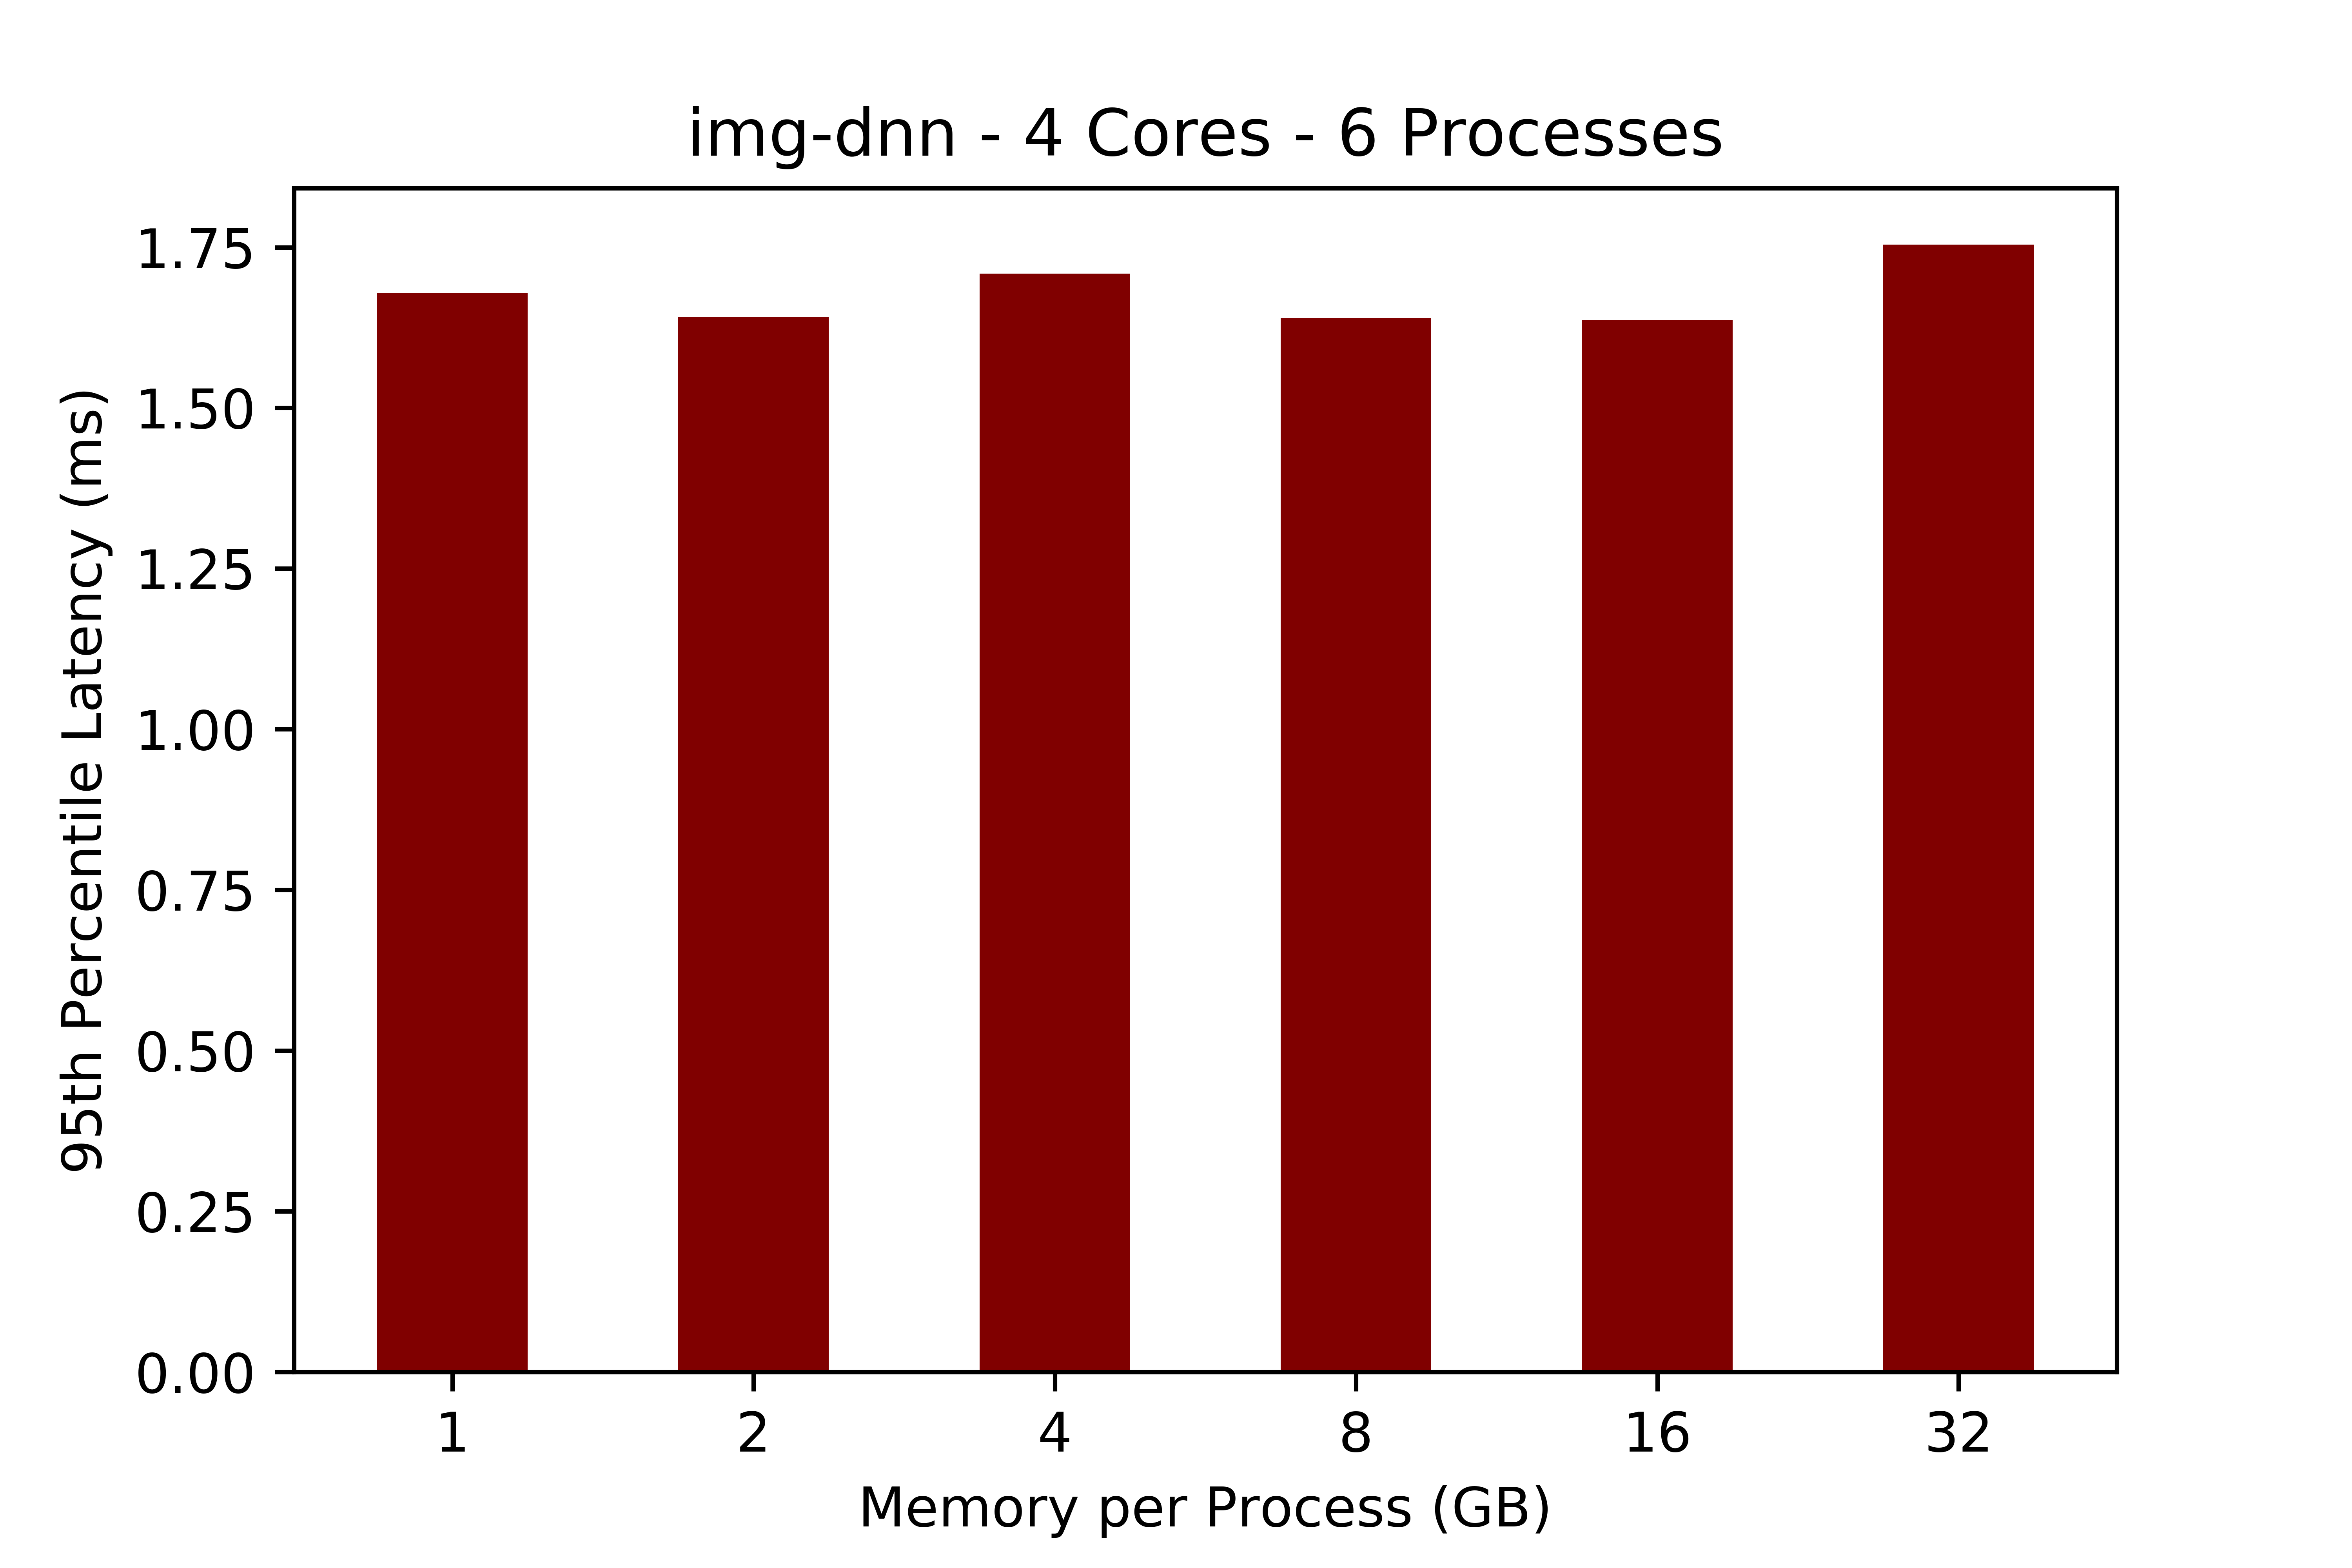 img-dnn - 4 Cores - 6 Processes
95th Percentile Latency (ms)
1.75
1.50
1.25
1.00
0.75
0.50
0.25
0.00
1 2 4 8 16 32
Memory per Process (GB)